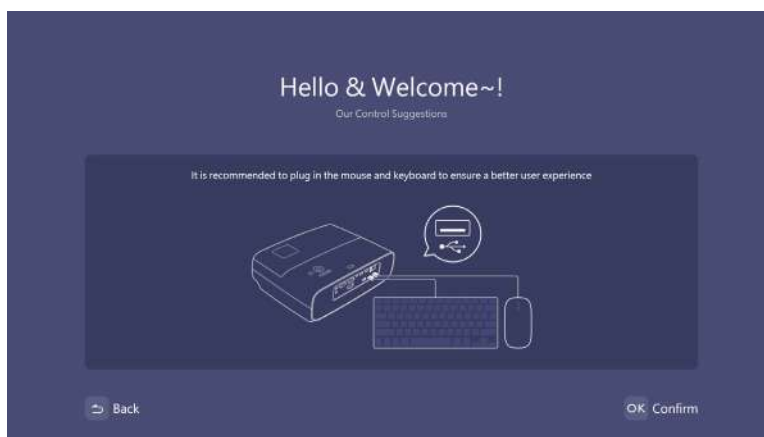 Hello & Welcome~!
Our Control Suggestions
It is recommended to plug in the mouse and keyboard to ensure a better user experience
Back
OK Confirm